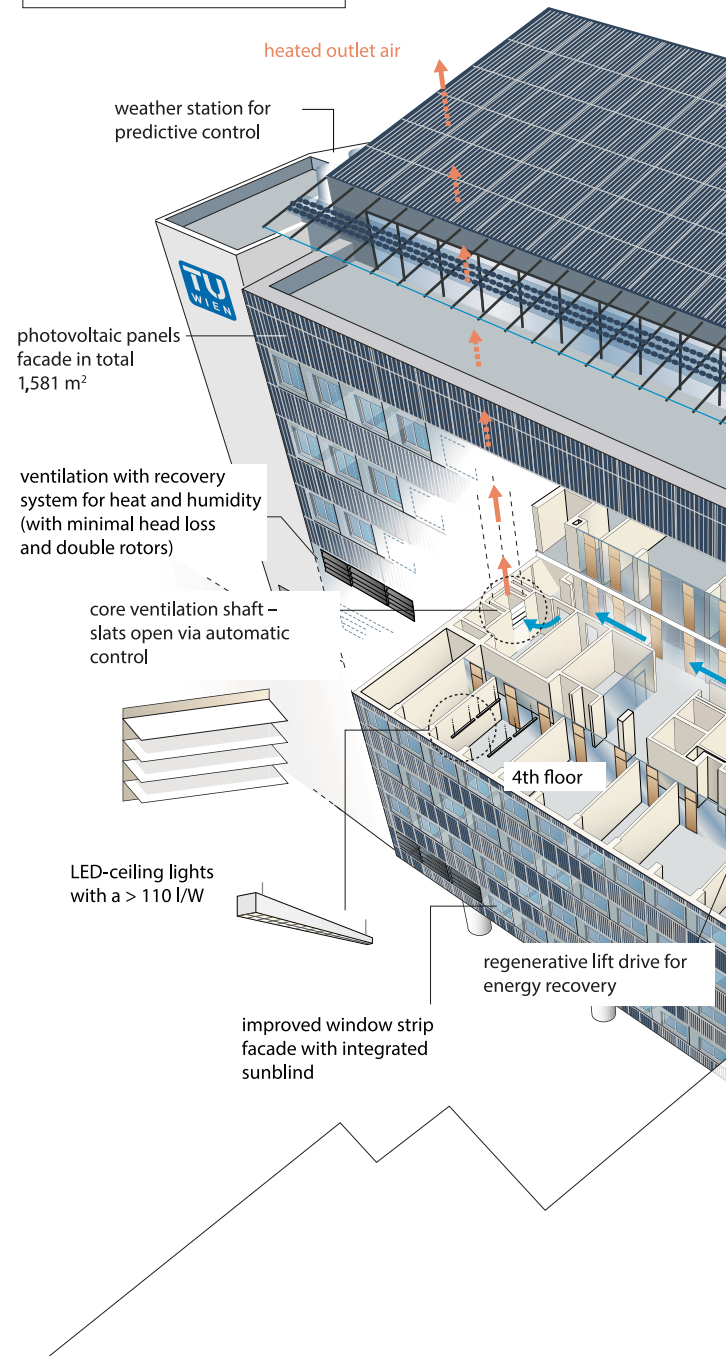 heated outlet air
weather station for
predictive control
TU
WIEN
photovoltaic panels
facade in total
1,581 m²
ventilation with recovery
system for heat and humidity
(with minimal head loss
and double rotors)
core ventilation shaft –
slats open via automatic
control
4th floor
LED-ceiling lights
with a > 110 l/W
regenerative lift drive for
energy recovery
improved window strip
facade with integrated
sunblind